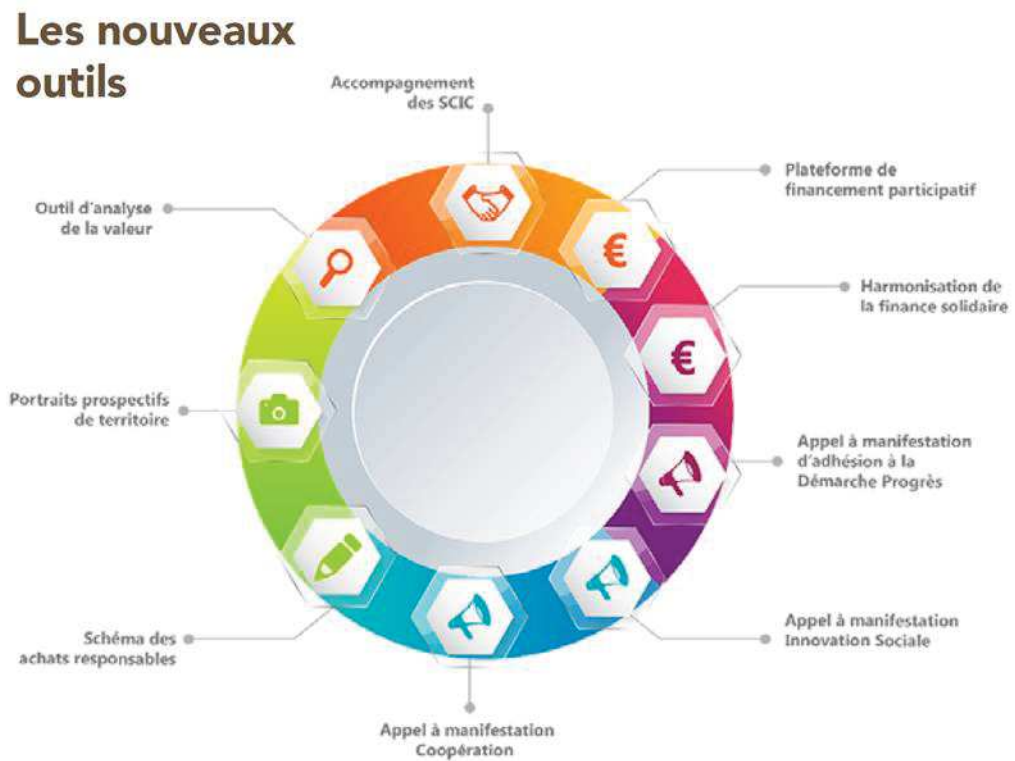 Les nouveaux
outils
Accompagnement
des SCIC
Plateforme de
financement participatif
Harmonisation de
la finance solidaire
Appel à manifestation
d'adhésion à la
Démarche Progrès
Appel à manifestation
Innovation Sociale
Appel à manifestation
Coopération
Schéma des
achats responsables
Portraits prospectifs
de territoire
Outil d'analyse
de la valeur
€
€